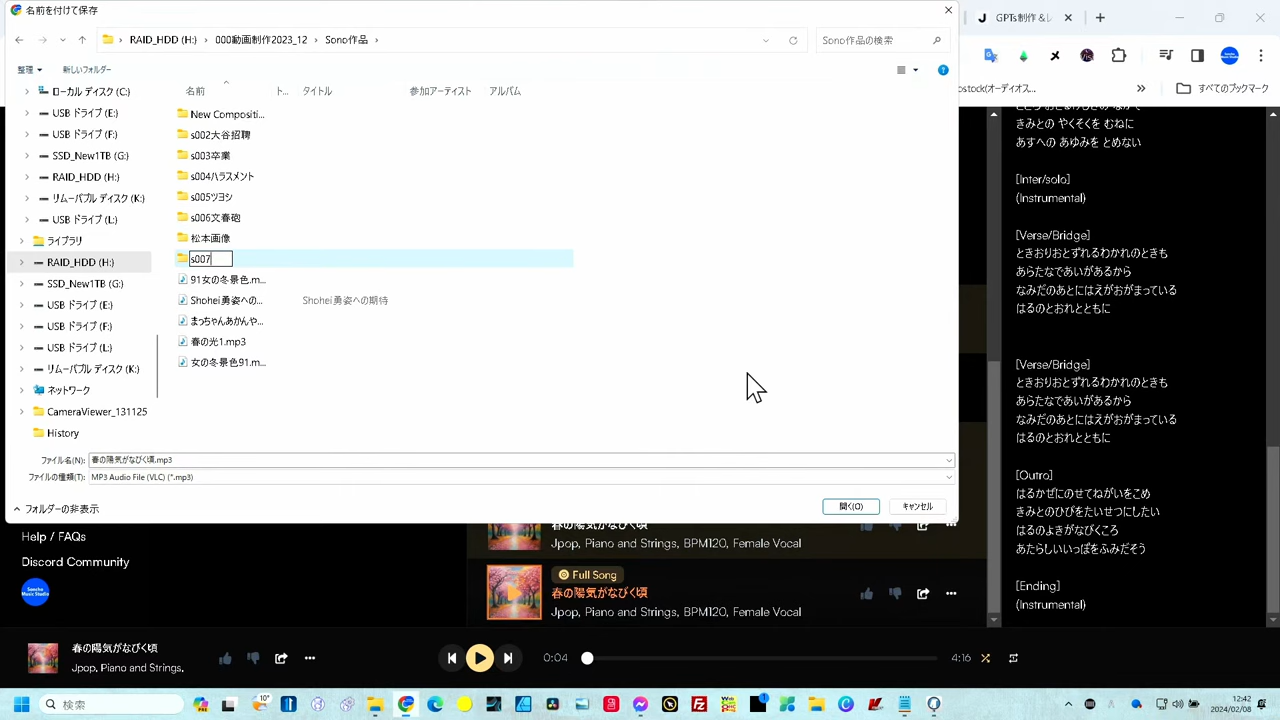 名前を付けて保存
GPTs制作 &レ
RAID_HDD (H:) › 000動画制作2023_12 › Sono作品 ›
Sono作品の検索
整理
新しいフォルダー
ostock(オーディオス...
すべてのブックマーク
名前
ト...
タイトル
参加アーティスト
アルバム
ローカル ディスク (C:)
USB ドライブ (E:)
USB ドライブ (F:)
SSD_New1TB (G:)
RAID_HDD (H:)
リムーバブル ディスク (K:)
USB ドライブ (L:)
ライブラリ
RAID_HDD (H:)
SSD_New1TB (G:)
USB ドライブ (E:)
USB ドライブ (F:)
USB ドライブ (L:)
リムーバブル ディスク (K:)
ネットワーク
CameraViewer_131125
History
New Compositi...
s002大谷招聘
s003卒業
s004ハラスメント
s005ツヨシ
s006文春砲
松本画像
s007
91女の冬景色.m...
Shohei勇姿への...
Shohei勇姿への期待
まっちゃんあかんや...
春の光1.mp3
女の冬景色91.m...
ファイル名(N):
春の陽気がなびく頃.mp3
ファイルの種類(T):
MP3 Audio File (VLC) (*.mp3)
フォルダーの非表示
開く(O)
キャンセル
きみとの やくそくを むねに
あすへの あゆみを とめない
[Inter/solo]
(Instrumental)
[Verse/Bridge]
ときおりおとずれるわかれのときも
あらたなであいがあるから
なみだのあとにはえがおがまっている
はるのとおれとともに
[Verse/Bridge]
ときおりおとずれるわかれのときも
あらたなであいがあるから
なみだのあとにはえがおがまっている
はるのとおれとともに
[Outro]
はるかぜにのせてねがいをこめ
きみとのひびをたいせつにしたい
はるのよきがなびくころ
あたらしいいっぽをふみだそう
[Ending]
(Instrumental)
Help / FAQs
Discord Community
Sancho
Music Studio
春の陽気がなびく頃
Jpop, Piano and Strings, BPM120, Female Vocal
Full Song
春の陽気がなびく頃
Jpop, Piano and Strings, BPM120, Female Vocal
春の陽気がなびく頃
Jpop, Piano and Strings,
0:04
4:16
検索
10°
12:42
2024/02/08